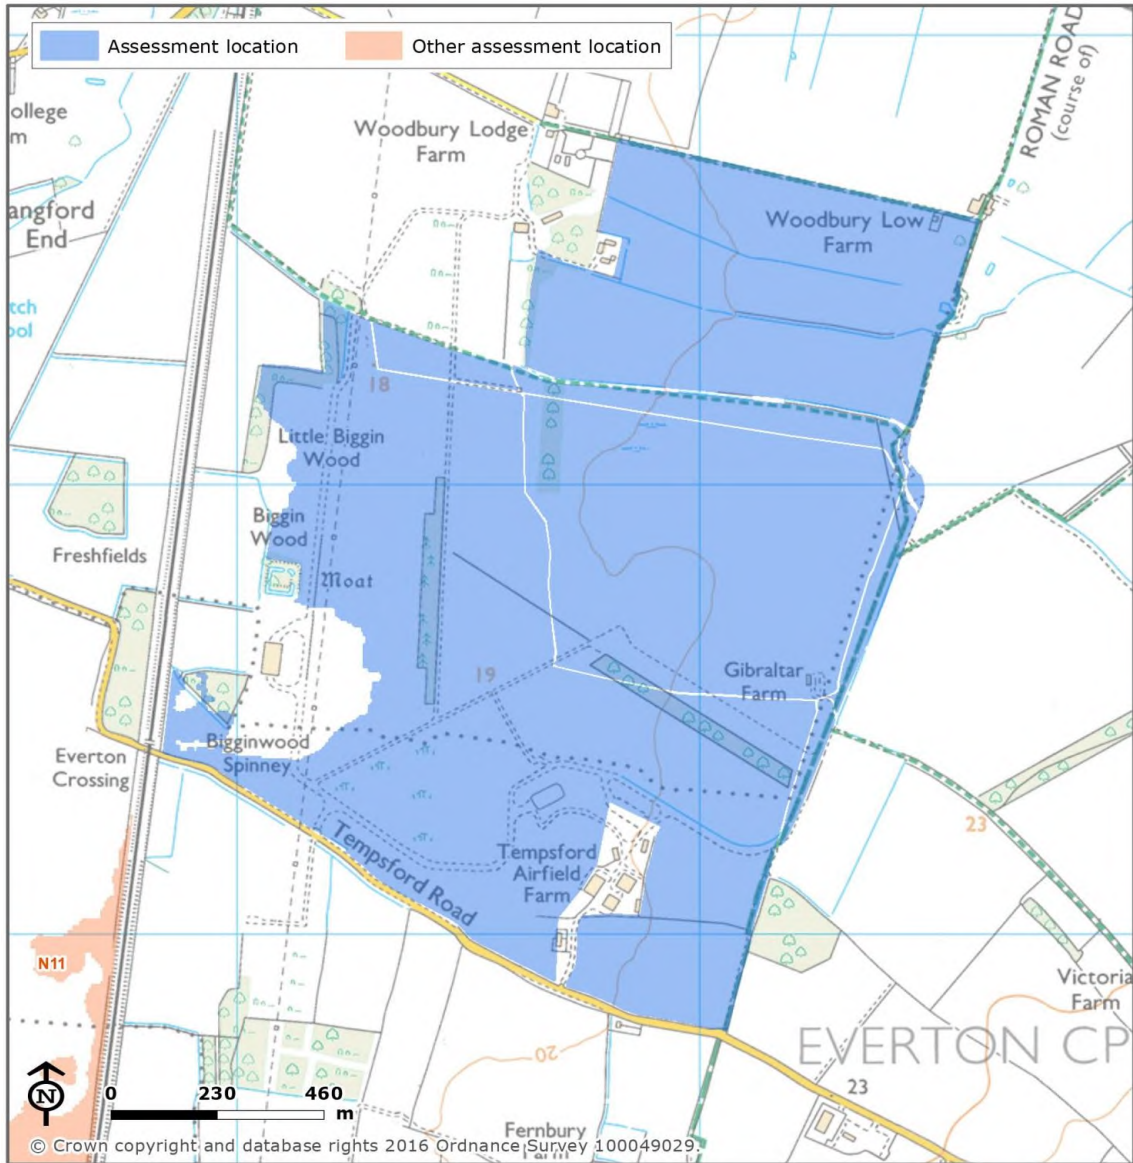 Assessment location
Other assessment location
ROMAN ROAD
(course of)
ollege
m
Woodbury Lodge
Farm
angford
End
Woodbury Low
Farm
tch
ool
18
Little Biggin
Wood
Biggin
Wood
Freshfields
Moat
19
Gibraltar
Farm
Everton
Crossing
Bigginwood
Spinney
23
Tempsford Road
Tempsford
Airfield
Farm
N11
Victoria
Farm
EVERTON CP
20
23
N
0 230 460
m
Fernbury
Farm
© Crown copyright and database rights 2016 Ordnance Survey 100049029.